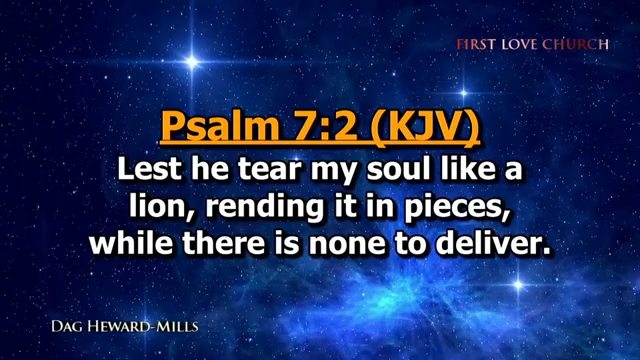 FIRST LOVE CHURCH
Psalm 7:2 (KJV)
Lest he tear my soul like a
lion, rending it in pieces,
while there is none to deliver.
DAG HEWARD-MILLS